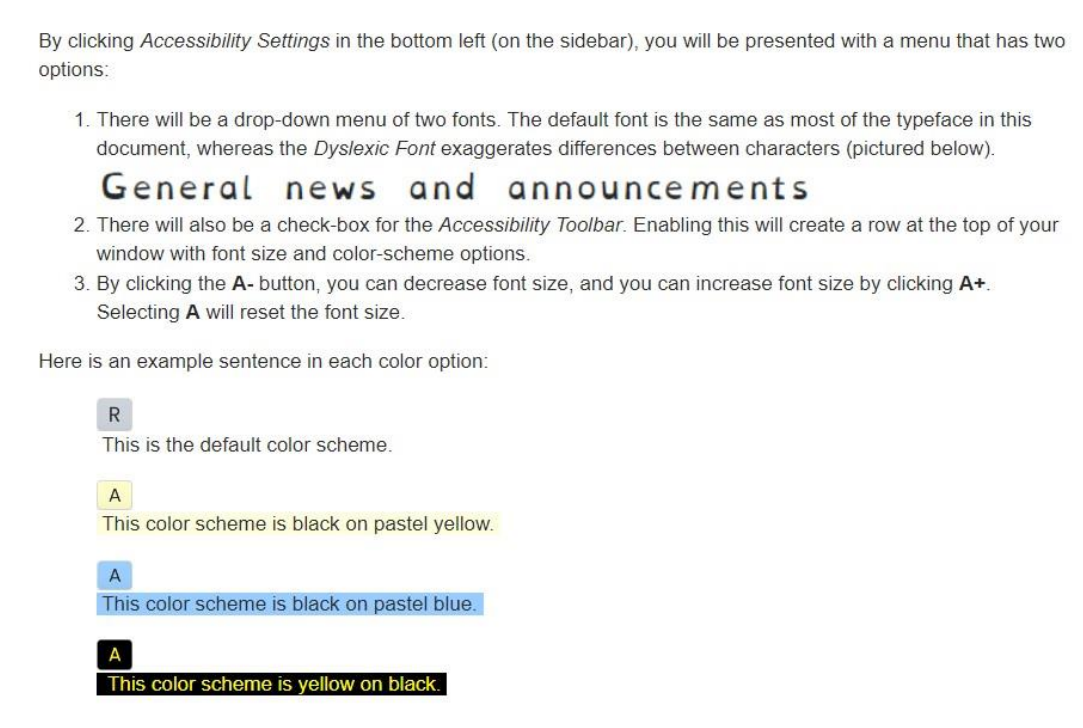 By clicking Accessibility Settings in the bottom left (on the sidebar), you will be presented with a menu that has two
options:
1. There will be a drop-down menu of two fonts. The default font is the same as most of the typeface in this
document, whereas the Dyslexic Font exaggerates differences between characters (pictured below).
General news and announcements
2. There will also be a check-box for the Accessibility Toolbar. Enabling this will create a row at the top of your
window with font size and color-scheme options.
3. By clicking the A- button, you can decrease font size, and you can increase font size by clicking A+.
Selecting A will reset the font size.
Here is an example sentence in each color option:
R
This is the default color scheme.
A
This color scheme is black on pastel yellow.
A
This color scheme is black on pastel blue.
A
This color scheme is yellow on black.